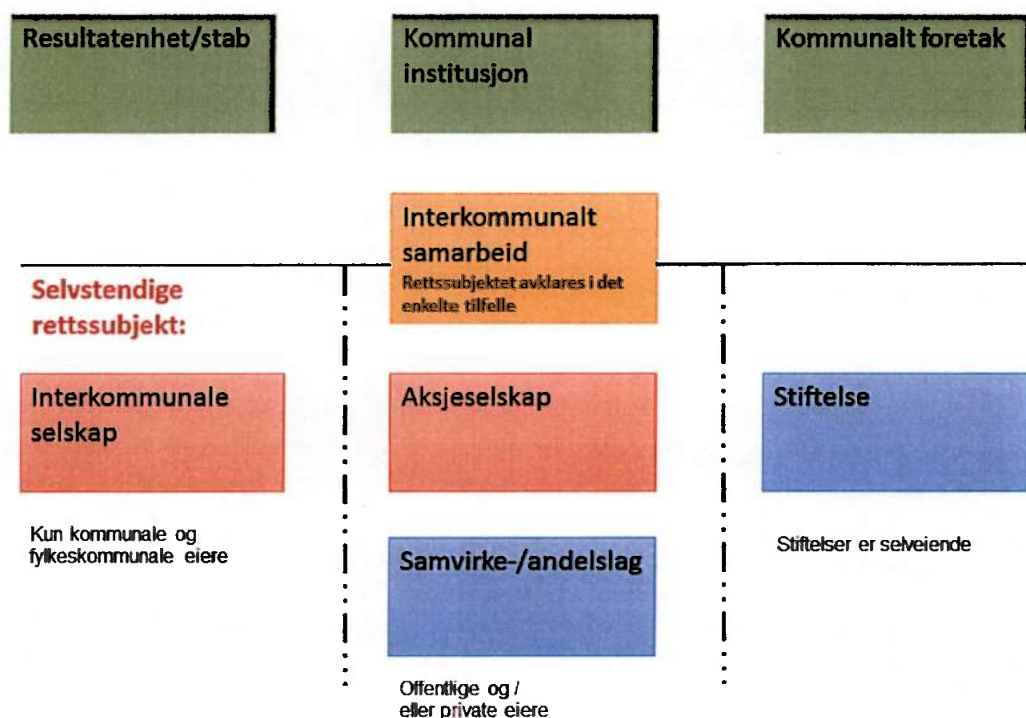 Resultatenhet/stab
Kommunal
institusjon
Kommunalt foretak
Interkommunalt
samarbeid
Rettssubjektet avklares i det
enkelte tilfelle
Selvstendige
rettssubjekt:
Interkommunale
selskap
Kun kommunale og
fylkeskommunale eiere
Aksjeselskap
Samvirke-/andelslag
Offentlige og /
eller private eiere
Stiftelse
Stiftelser er selveiende